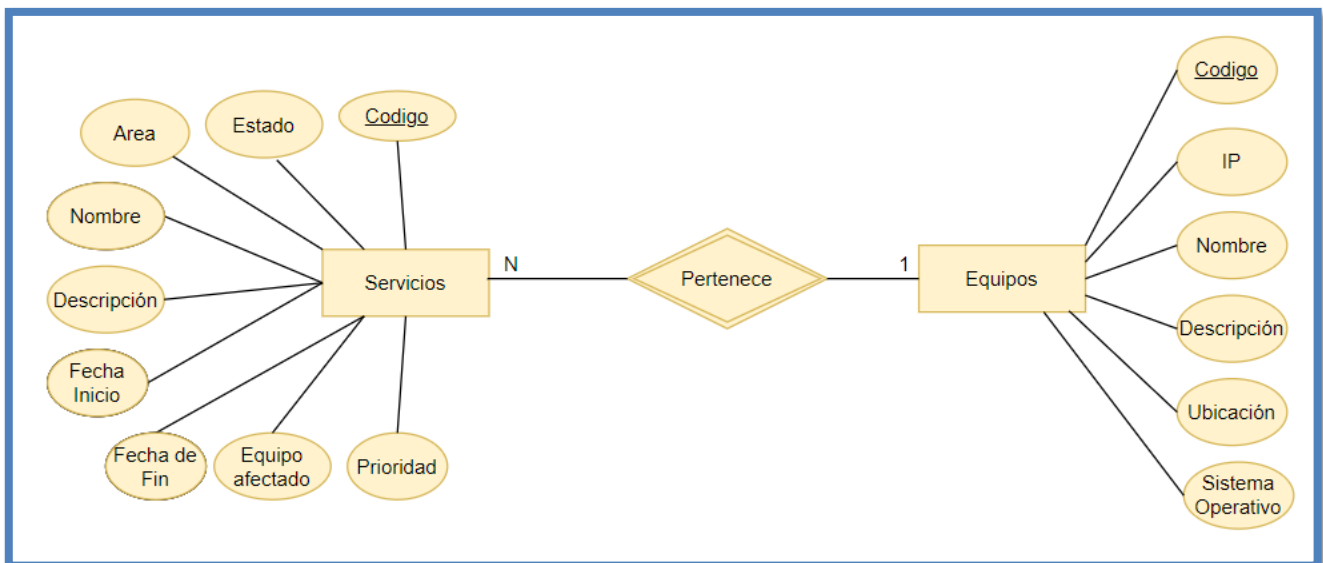 Codigo
Area
Estado
Codigo
IP
Nombre
Nombre
Servicios
N
Pertenece
1
Equipos
Descripción
Descripción
Fecha
Inicio
Ubicación
Fecha de
Fin
Equipo
afectado
Prioridad
Sistema
Operativo